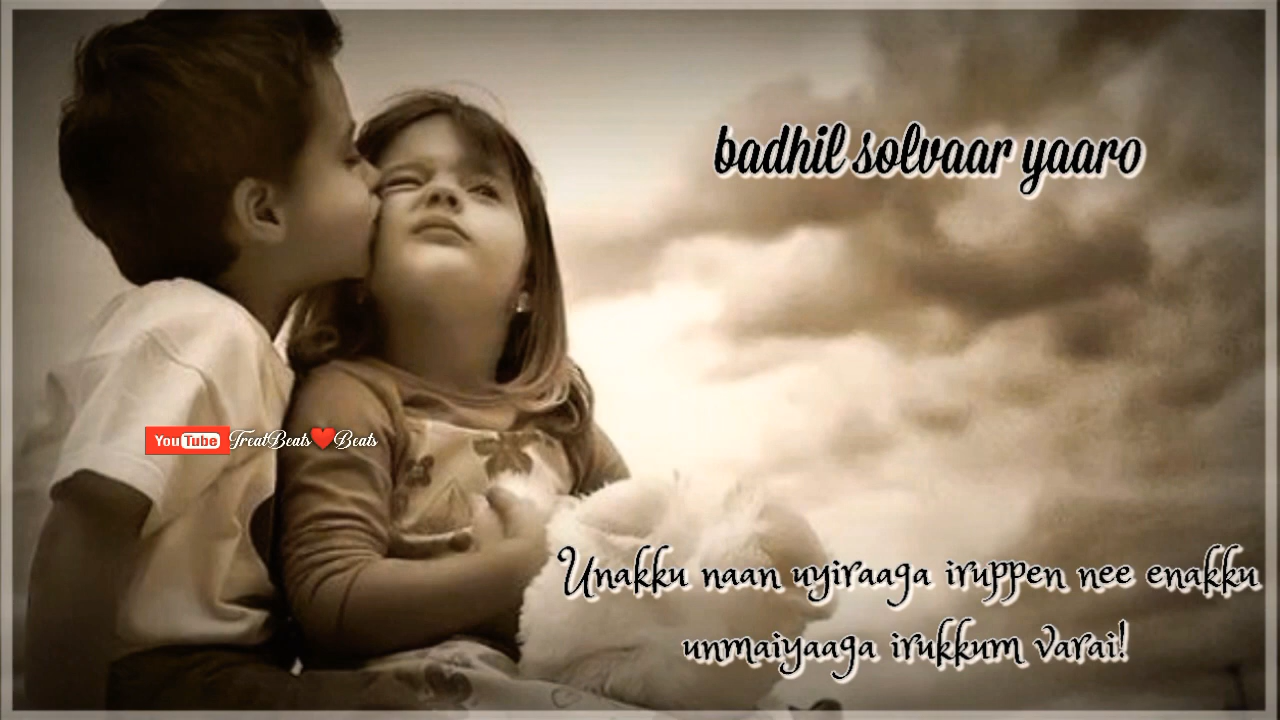 badhil solvaar yaaro
YouTube TreatBeats❤️Beats
Unakku naan uyiraaga iruppen nee enakku
unmaiyaaga irukkum varai!